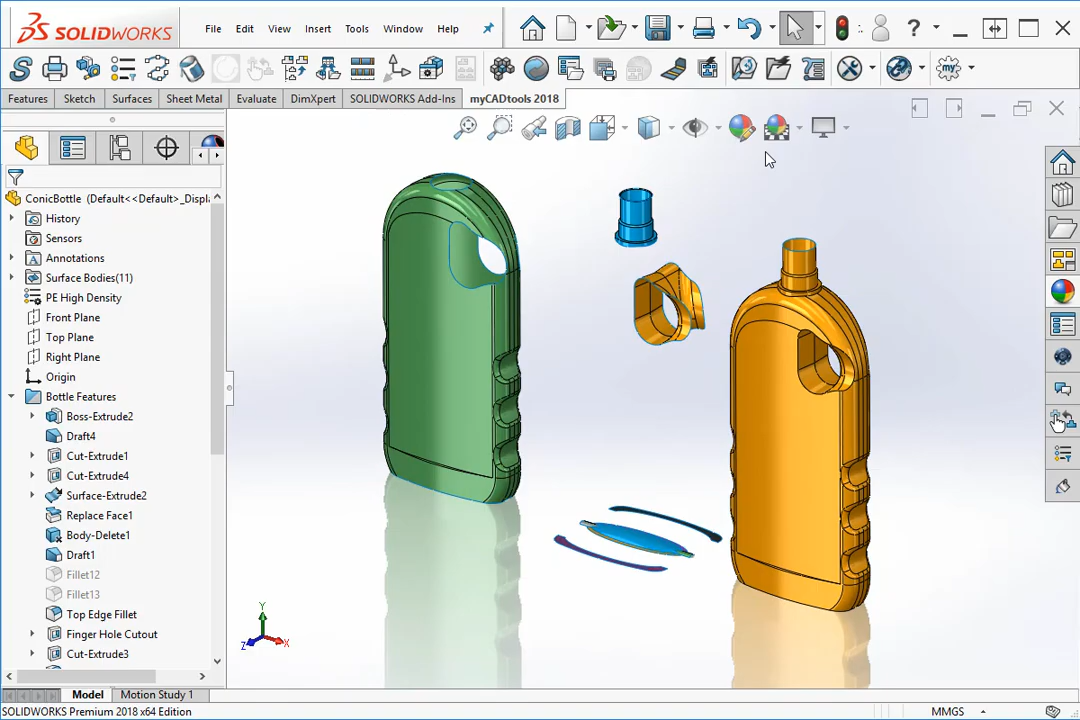 SOLIDWORKS File Edit View Insert Tools Window Help
my
Features Sketch Surfaces Sheet Metal Evaluate DimXpert SOLIDWORKS Add-Ins myCADtools 2018
ConicBottle (Default<<Default>_Displ
History
Sensors
Annotations
Surface Bodies(11)
PE High Density
Front Plane
Top Plane
Right Plane
Origin
Bottle Features
Boss-Extrude2
Draft4
Cut-Extrude1
Cut-Extrude4
Surface-Extrude2
Replace Face1
Body-Delete1
Draft1
Fillet12
Fillet13
Top Edge Fillet
Finger Hole Cutout
Cut-Extrude3
Y
Z X
Model Motion Study 1
SOLIDWORKS Premium 2018 x64 Edition MMGS